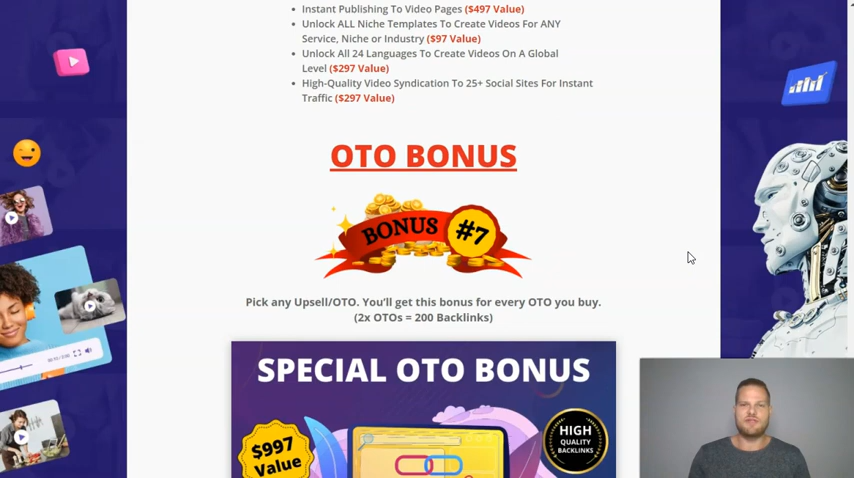 Instant Publishing To Video Pages ($497 Value)
Unlock ALL Niche Templates To Create Videos For ANY
Service, Niche or Industry ($97 Value)
Unlock All 24 Languages To Create Videos On A Global
Level ($297 Value)
High-Quality Video Syndication To 25+ Social Sites For Instant
Traffic ($297 Value)
OTO BONUS
BONUS #7
Pick any Upsell/OTO. You'll get this bonus for every OTO you buy.
(2x OTOs = 200 Backlinks)
SPECIAL OTO BONUS
$997
Value
HIGH
QUALITY
BACKLINKS